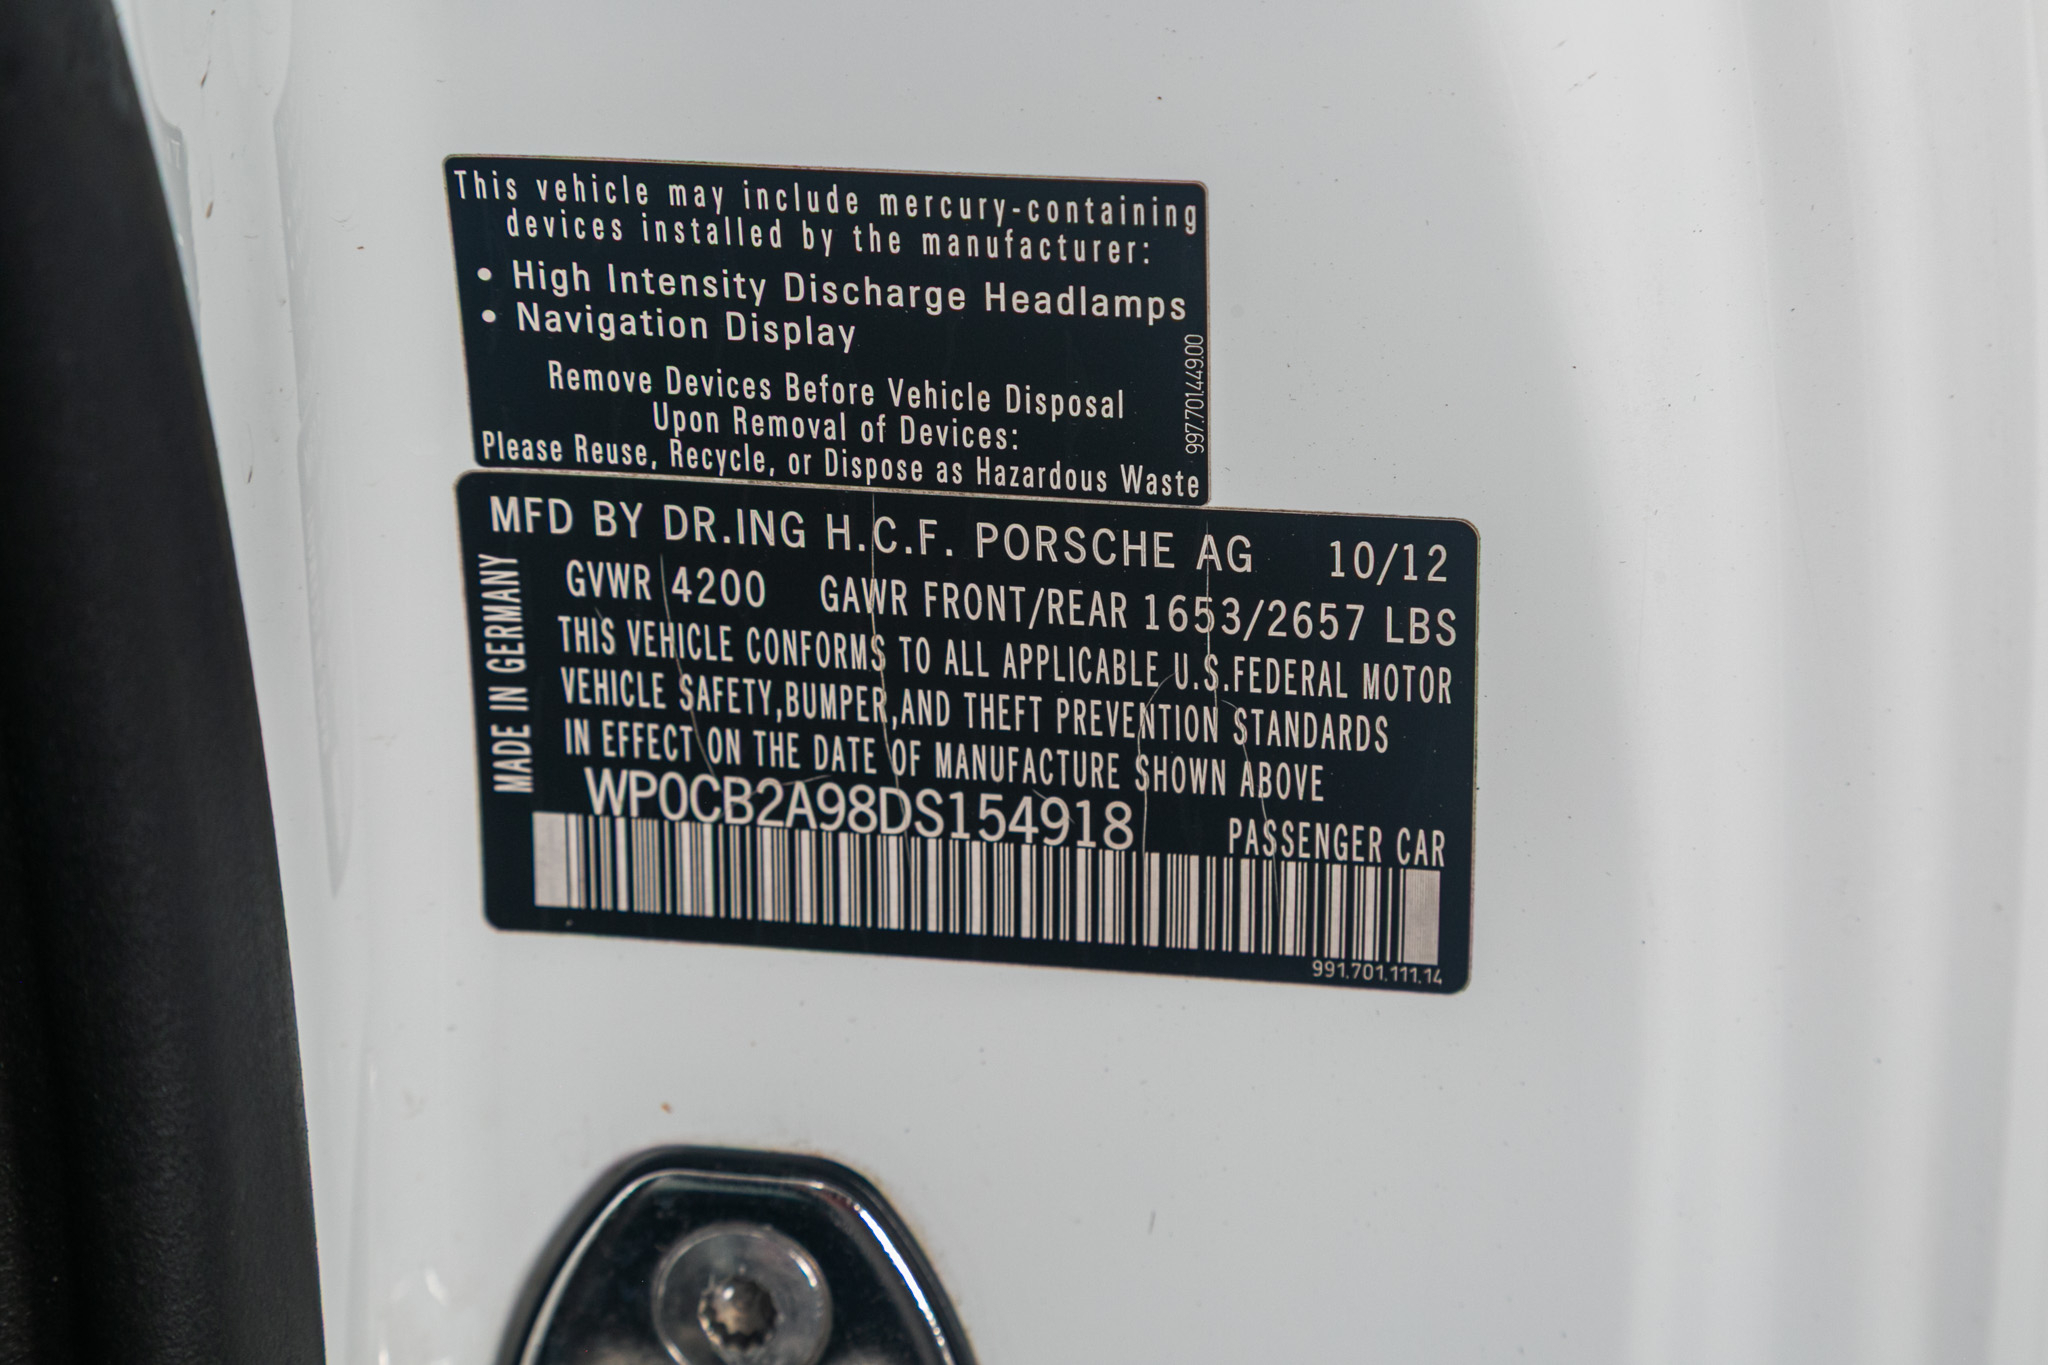 This vehicle may include mercury-containing
devices installed by the manufacturer:
• High Intensity Discharge Headlamps
• Navigation Display
Remove Devices Before Vehicle Disposal
Upon Removal of Devices:
Please Reuse, Recycle, or Dispose as Hazardous Waste
997.701.449.00
MFD BY DR.ING H.C.F. PORSCHE AG 10/12
GVWR 4200 GAWR FRONT/REAR 1653/2657 LBS
THIS VEHICLE CONFORMS TO ALL APPLICABLE U.S.FEDERAL MOTOR
VEHICLE SAFETY,BUMPER,AND THEFT PREVENTION STANDARDS
IN EFFECT ON THE DATE OF MANUFACTURE SHOWN ABOVE
WP0CB2A98DS154918 PASSENGER CAR
MADE IN GERMANY
991.701.111.14